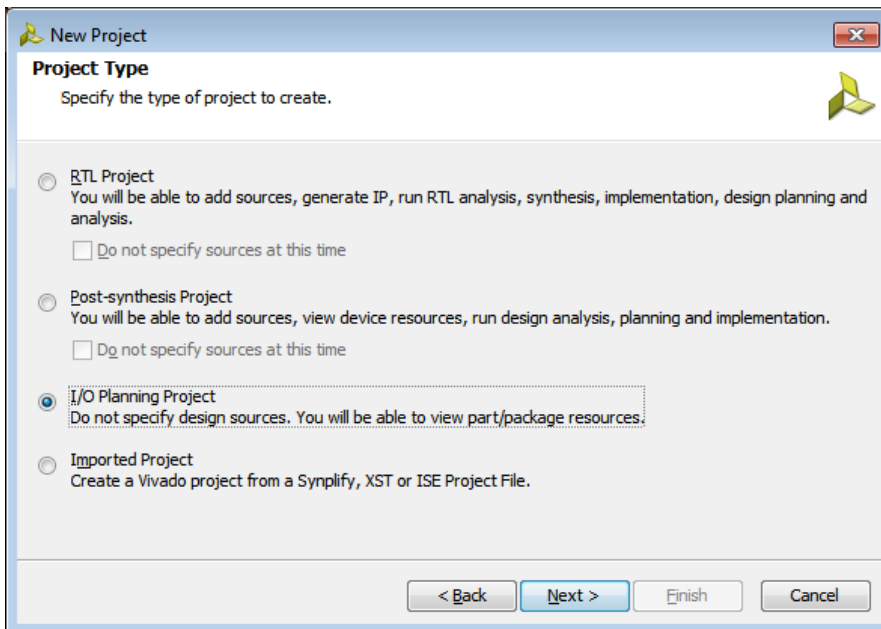 New Project
Project Type
Specify the type of project to create.
RTL Project
You will be able to add sources, generate IP, run RTL analysis, synthesis, implementation, design planning and
analysis.
Do not specify sources at this time
Post-synthesis Project
You will be able to add sources, view device resources, run design analysis, planning and implementation.
Do not specify sources at this time
I/O Planning Project
Do not specify design sources. You will be able to view part/package resources.
Imported Project
Create a Vivado project from a Synplify, XST or ISE Project File.
< Back Next > Finish Cancel